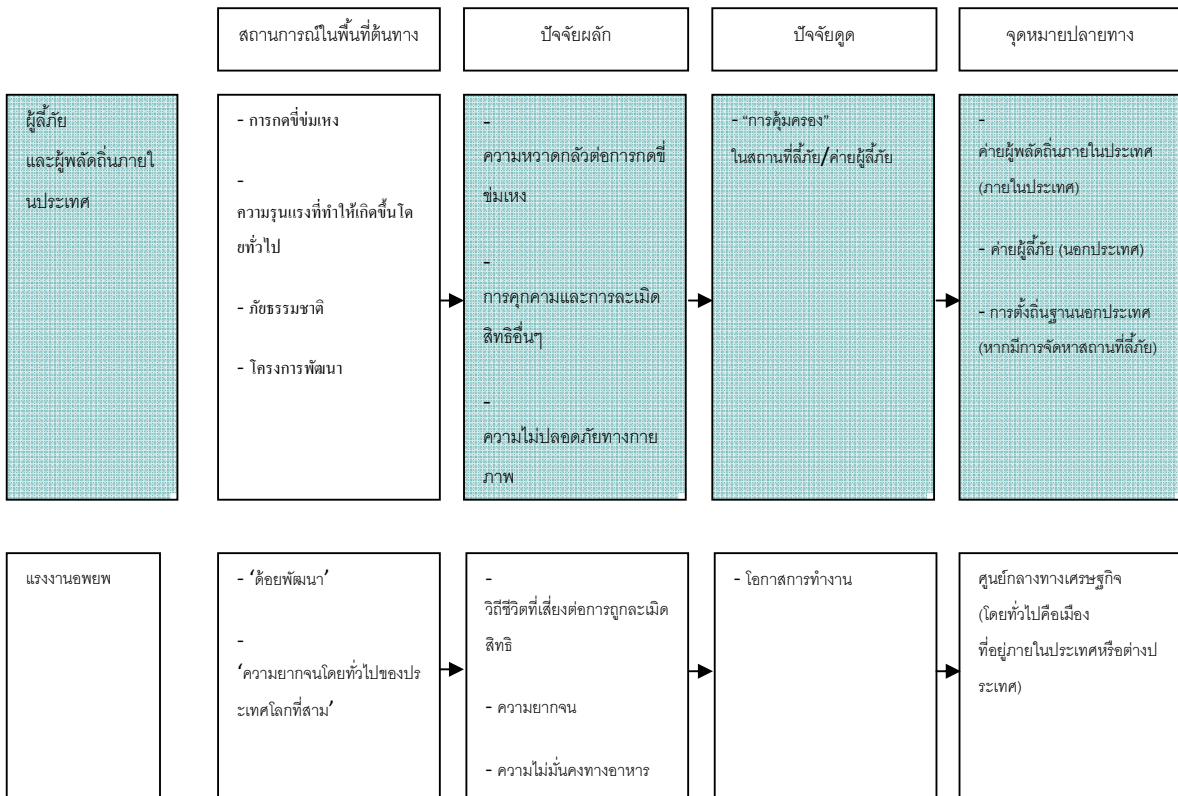 สถานการณ์ในพื้นที่ต้นทาง
ปัจจัยผลัก
ปัจจัยดูด
จุดหมายปลายทาง
ผู้ลี้ภัย
และผู้พลัดถิ่นภายใ
นประเทศ
- การกดขี่ข่มเหง
-
ความรุนแรงที่ทำให้เกิดขึ้นโด
ยทั่วไป
- ภัยธรรมชาติ
- โครงการพัฒนา
-
ความหวาดกลัวต่อการกดขี่
ข่มเหง
-
การคุกคามและการละเมิด
สิทธิอื่นๆ
-
ความไม่ปลอดภัยทางกาย
ภาพ
- “การคุ้มครอง”
ในสถานที่ลี้ภัย/ค่ายผู้ลี้ภัย
-
ค่ายผู้พลัดถิ่นภายในประเทศ
(ภายในประเทศ)
- ค่ายผู้ลี้ภัย (นอกประเทศ)
- การตั้งถิ่นฐานนอกประเทศ
(หากมีการจัดหาสถานที่ลี้ภัย)
แรงงานอพยพ
- ‘ด้อยพัฒนา’
-
‘ความยากจนโดยทั่วไปของปร
ะเทศโลกที่สาม’
-
วิถีชีวิตที่เสี่ยงต่อการถูกละเมิด
สิทธิ
- ความยากจน
- ความไม่มั่นคงทางอาหาร
- โอกาสการทำงาน
ศูนย์กลางทางเศรษฐกิจ
(โดยทั่วไปคือเมือง
ที่อยู่ภายในประเทศหรือต่างป
ระเทศ)